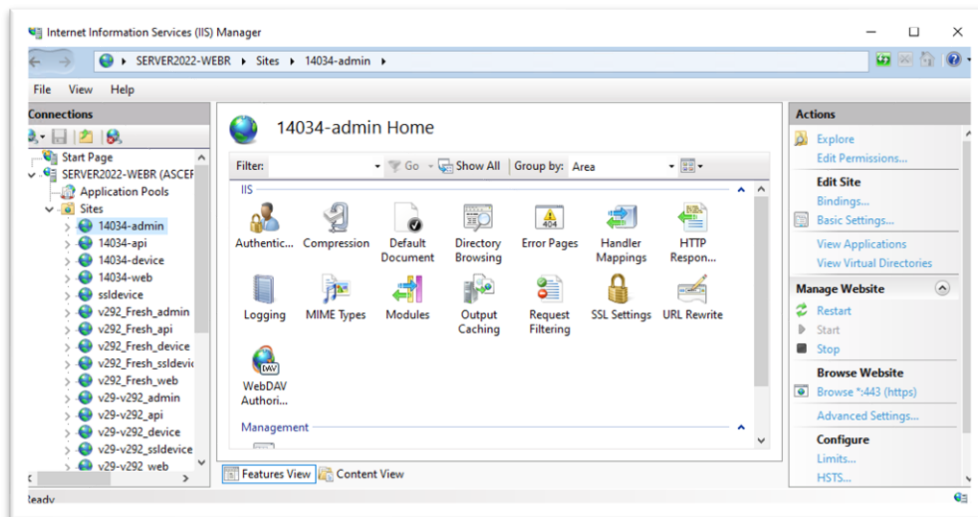 Internet Information Services (IIS) Manager
SERVER2022-WEBR Sites 14034-admin
File View Help
Connections
Start Page
SERVER2022-WEBR (ASCEF
Application Pools
Sites
14034-admin
14034-api
14034-device
14034-web
ssldevice
v292_Fresh_admin
v292_Fresh_api
v292_Fresh_device
v292_Fresh_ssldevic
v292_Fresh_web
v29-v292_admin
v29-v292_api
v29-v292_device
v29-v292_ssldevice
v29-v292 web
14034-admin Home
Filter: Go Show All Group by: Area
IIS
Authentic... Compression Default Document Directory Browsing Error Pages Handler Mappings HTTP Respon...
Logging MIME Types Modules Output Caching Request Filtering SSL Settings URL Rewrite
WebDAV Authori...
Management
Features View Content View
Actions
Explore
Edit Permissions...
Edit Site
Bindings...
Basic Settings...
View Applications
View Virtual Directories
Manage Website
Restart
Start
Stop
Browse Website
Browse *:443 (https)
Advanced Settings...
Configure
Limits...
HSTS...
Ready